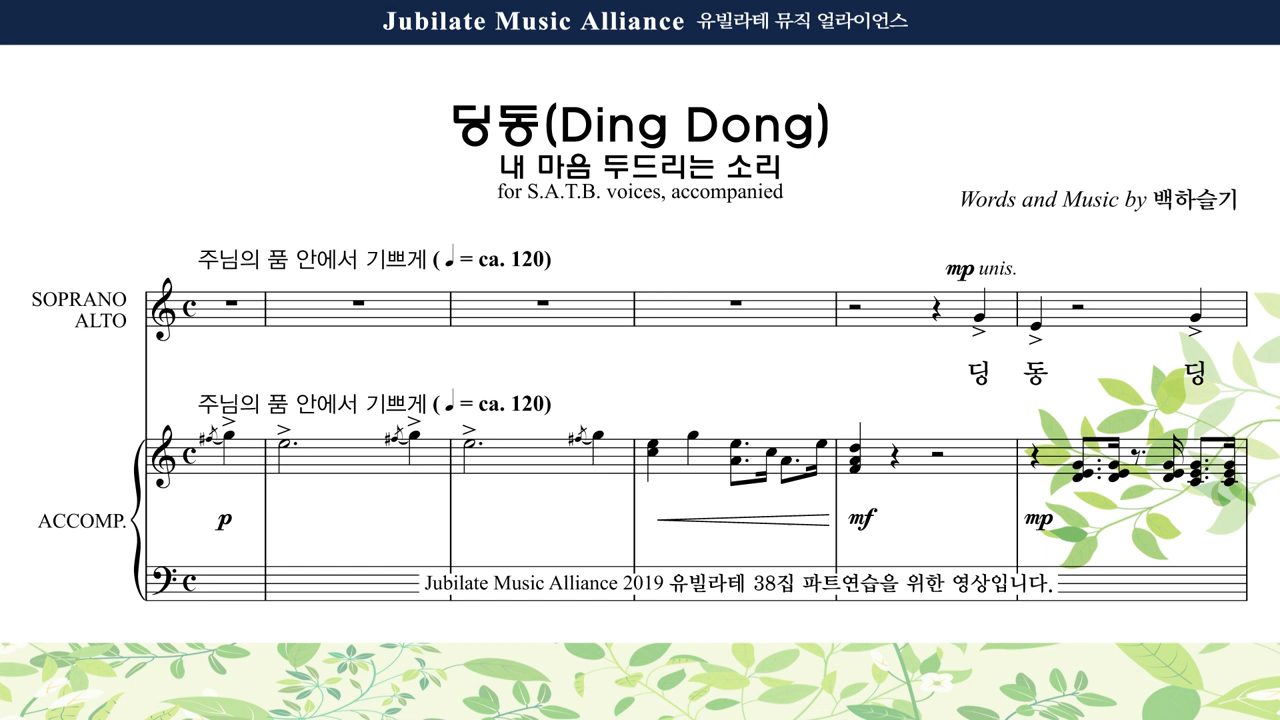 Jubilate Music Alliance 유빌라테 뮤직 얼라이언스
딩동(Ding Dong)
내 마음 두드리는 소리
for S.A.T.B. voices, accompanied
Words and Music by 백하슬기
주님의 품 안에서 기쁘게 (♩= ca. 120)
mp unis.
SOPRANO
ALTO
딩 동 딩
주님의 품 안에서 기쁘게 (♩= ca. 120)
ACCOMP.
p mf mp
Jubilate Music Alliance 2019 유빌라테 38집 파트연습을 위한 영상입니다.